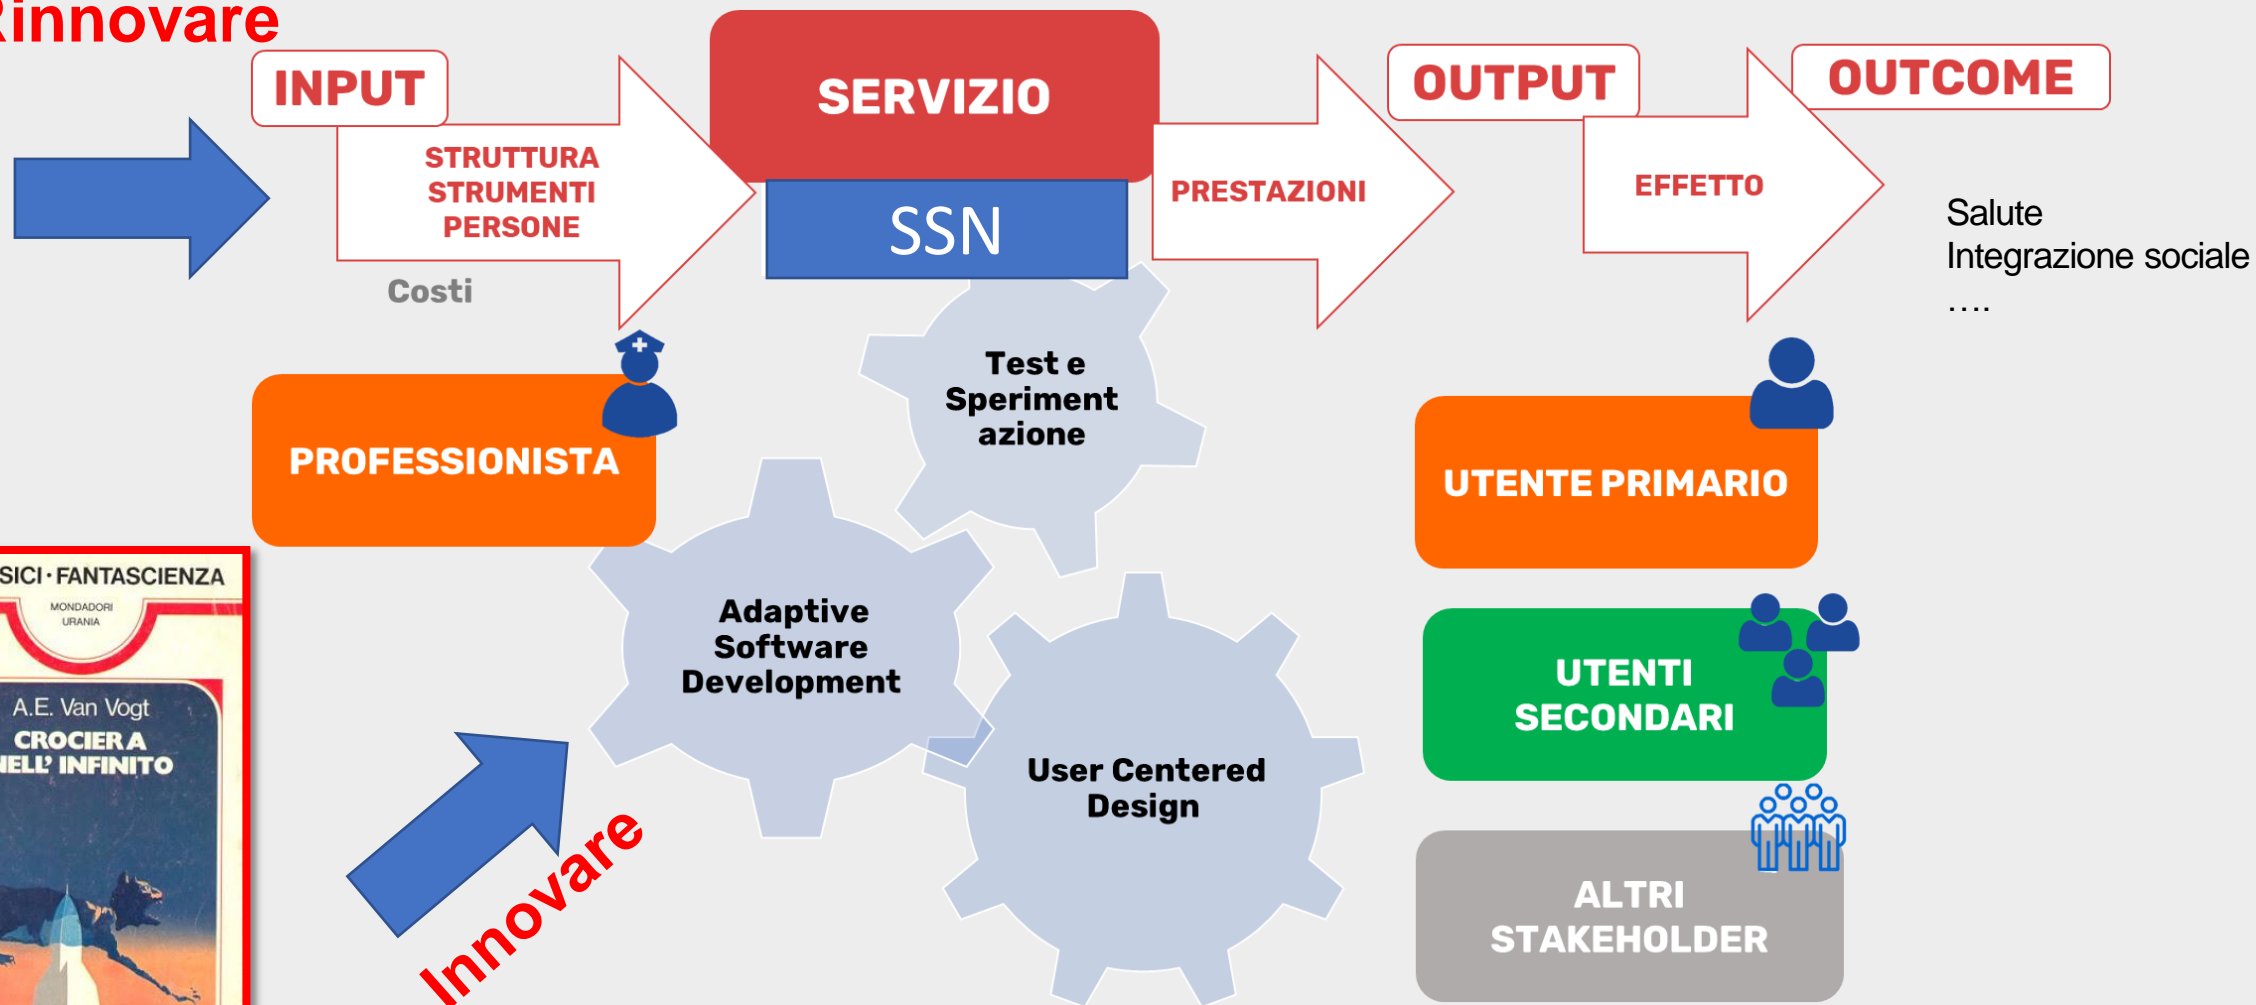 Rinnovare
INPUT
SERVIZIO
OUTPUT
OUTCOME
STRUTTURA
STRUMENTI
PERSONE
SSN
PRESTAZIONI
EFFETTO
Salute
Integrazione sociale
....
Costi
PROFESSIONISTA
Test e
Speriment
azione
UTENTE PRIMARIO
SICI · FANTASCIENZA
MONDADORI
URANIA
A.E. Van Vogt
CROCIERA
NELL' INFINITO
Adaptive
Software
Development
User Centered
Design
UTENTI
SECONDARI
Innovare
ALTRI
STAKEHOLDER